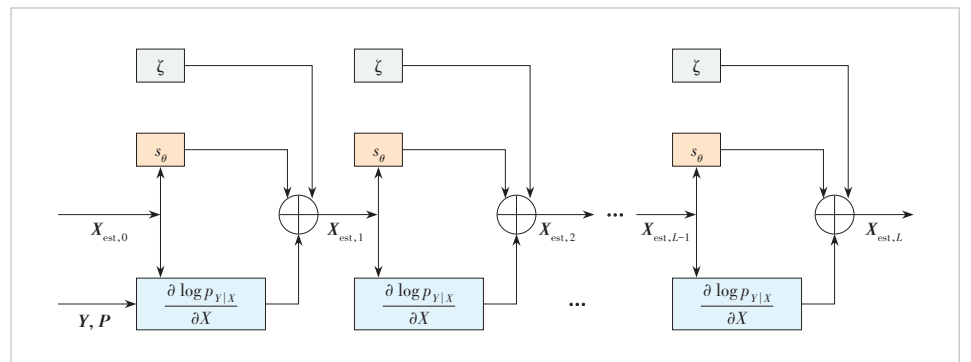 ζ ζ ζ
s_θ s_θ s_θ
X_est,0 X_est,1 X_est,2 ... X_est,L−1 X_est,L
∂ log p_Y|X / ∂X ∂ log p_Y|X / ∂X ... ∂ log p_Y|X / ∂X
Y, P